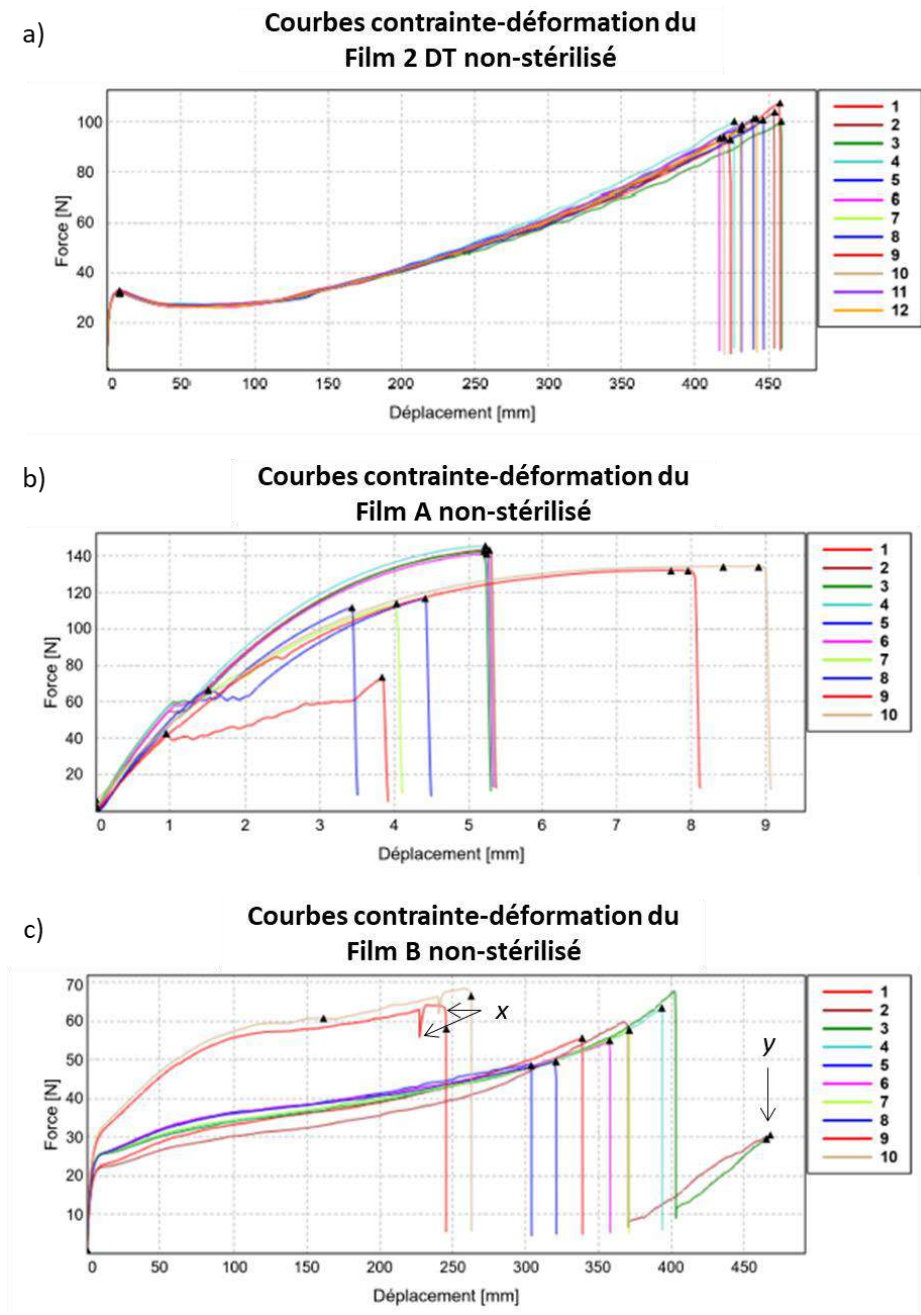 a)
Courbes contrainte-déformation du
Film 2 DT non-stérilisé
Force [N]
100
80
60
40
20
0 50 100 150 200 250 300 350 400 450
Déplacement [mm]
1
2
3
4
5
6
7
8
9
10
11
12
b)
Courbes contrainte-déformation du
Film A non-stérilisé
Force [N]
140
120
100
80
60
40
20
0 1 2 3 4 5 6 7 8 9
Déplacement [mm]
1
2
3
4
5
6
7
8
9
10
c)
Courbes contrainte-déformation du
Film B non-stérilisé
Force [N]
70
60
50
40
30
20
10
x
y
0 50 100 150 200 250 300 350 400 450
Déplacement [mm]
1
2
3
4
5
6
7
8
9
10